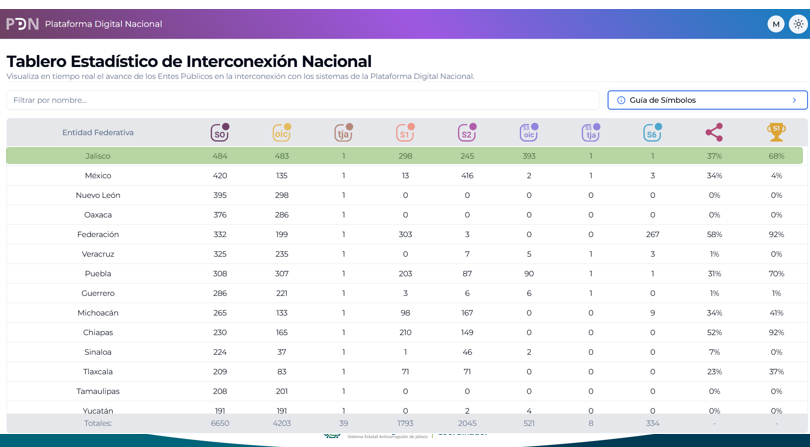 PDN Plataforma Digital Nacional M
Tablero Estadístico de Interconexión Nacional
Visualiza en tiempo real el avance de los Entes Públicos en la interconexión con los sistemas de la Plataforma Digital Nacional.
Filtrar por nombre... Guía de Símbolos
Entidad Federativa S0 oic tja S1 S2 S3 oic S3 tja S6 S1
Jalisco 484 483 1 298 245 393 1 1 37% 68%
México 420 135 1 13 416 2 1 3 34% 4%
Nuevo León 395 298 1 0 0 0 0 0 0% 0%
Oaxaca 376 286 1 0 0 0 0 0 0% 0%
Federación 332 199 1 303 3 0 0 267 58% 92%
Veracruz 325 235 1 0 7 5 1 3 1% 0%
Puebla 308 307 1 203 87 90 1 1 31% 70%
Guerrero 286 221 1 3 6 6 1 0 1% 1%
Michoacán 265 133 1 98 167 0 0 9 34% 41%
Chiapas 230 165 1 210 149 0 0 0 52% 92%
Sinaloa 224 37 1 1 46 2 0 0 7% 0%
Tlaxcala 209 83 1 71 71 0 0 0 23% 37%
Tamaulipas 208 201 1 0 0 0 0 0 0% 0%
Yucatán 191 191 1 0 2 4 0 0 0% 0%
Totales: 6650 4203 39 1793 2045 521 8 334 - -
Sistema Estatal Anticorrupción de Jalisco